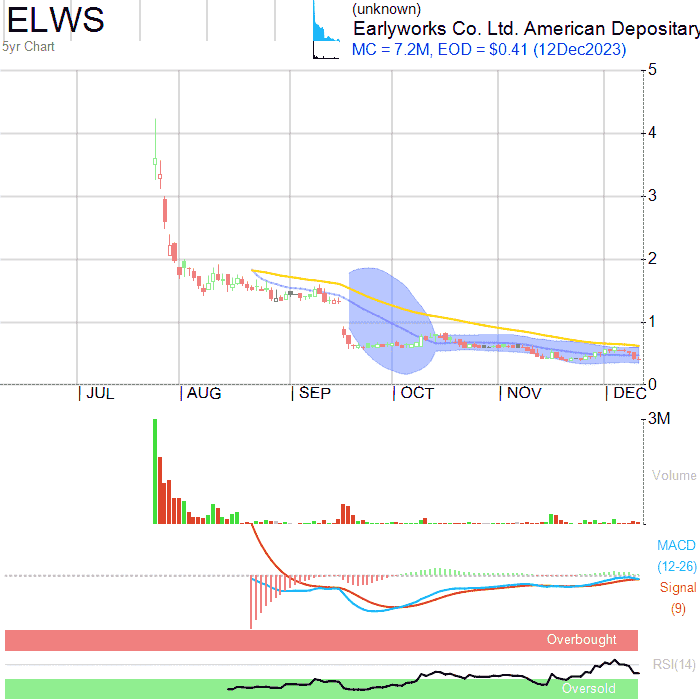 ELWS
5yr Chart
(unknown)
Earlyworks Co. Ltd. American Depositary
MC = 7.2M, EOD = $0.41 (12Dec2023)
5
4
3
2
1
0
JUL
AUG
SEP
OCT
NOV
DEC
3M
Volume
MACD
(12-26)
Signal
(9)
Overbought
RSI(14)
Oversold